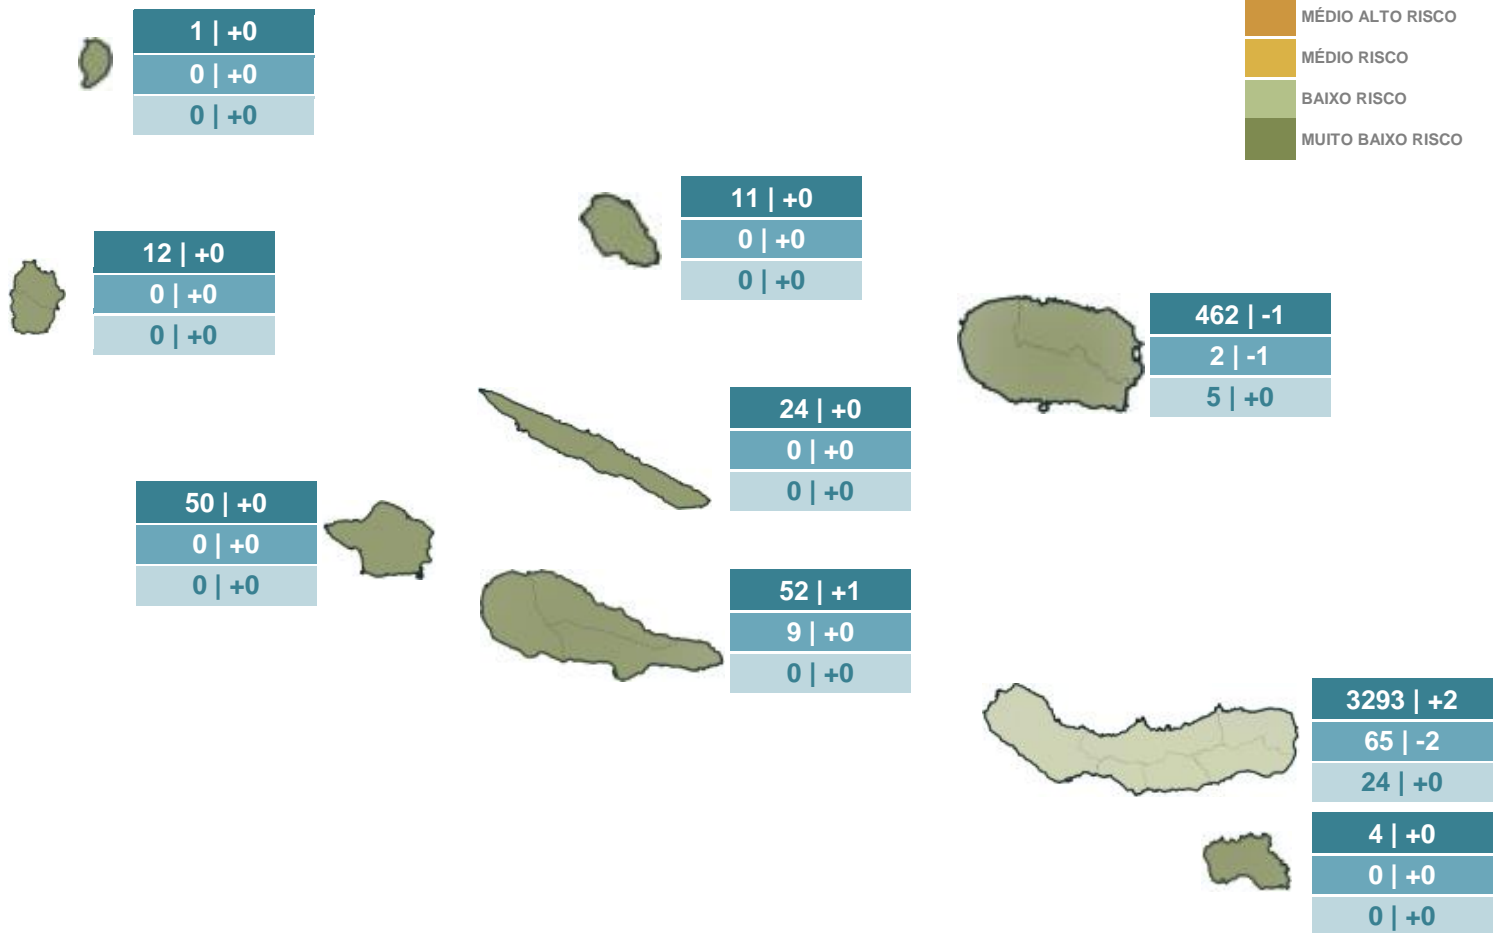 MÉDIO ALTO RISCO
MÉDIO RISCO
BAIXO RISCO
MUITO BAIXO RISCO
1 | +0
0 | +0
0 | +0
11 | +0
0 | +0
0 | +0
12 | +0
0 | +0
0 | +0
462 | -1
2 | -1
5 | +0
24 | +0
0 | +0
0 | +0
50 | +0
0 | +0
0 | +0
52 | +1
9 | +0
0 | +0
3293 | +2
65 | -2
24 | +0
4 | +0
0 | +0
0 | +0